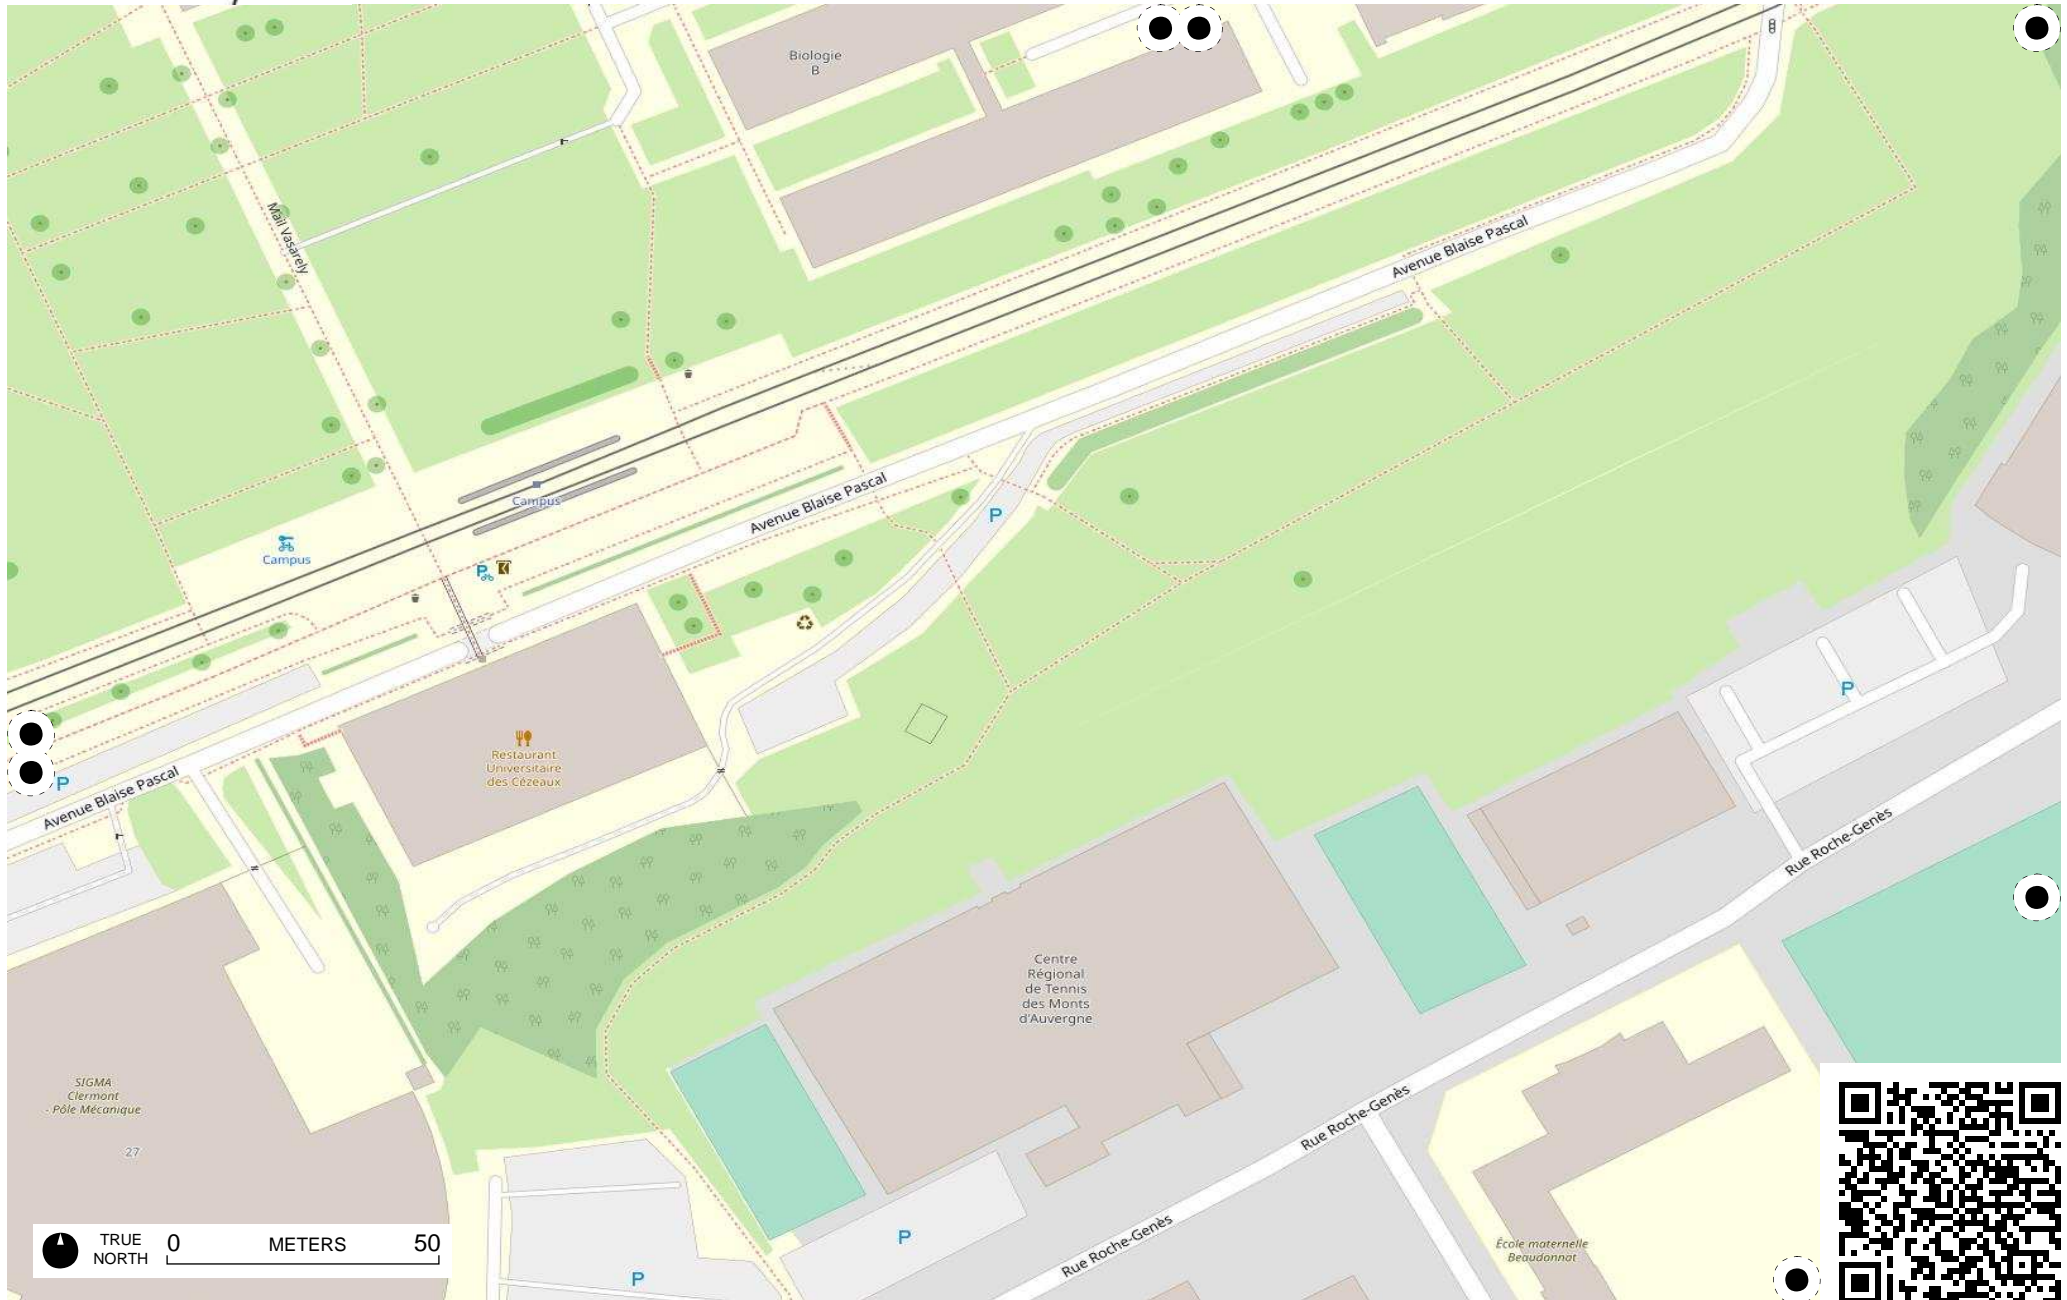 Biologie
B
Mail Vasarely
Avenue Blaise Pascal
Campus
Avenue Blaise Pascal
P
Campus
P
P
Restaurant
Universitaire
des Cézeaux
P
Avenue Blaise Pascal
Rue Roche-Genès
Centre
Régional
de Tennis
des Monts
d'Auvergne
SIGMA
Clermont
- Pôle Mécanique
27
Rue Roche-Genès
Rue Roche-Genès
P
École maternelle
Beaudonnat
P
TRUE
NORTH
0 METERS 50